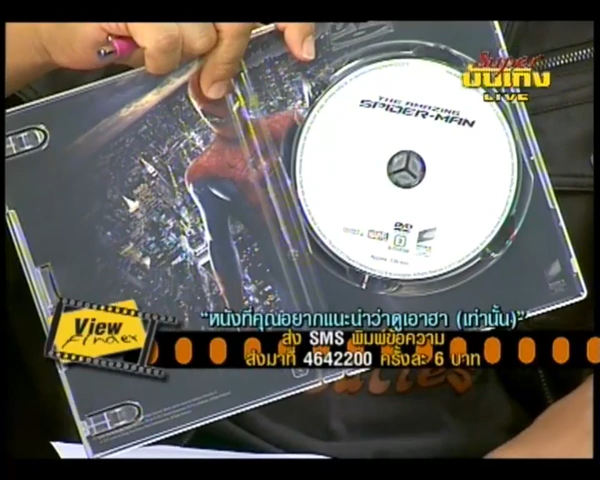 Super
บันเทิง
LIVE
THE AMAZING
SPIDER-MAN
DVD
View
Finder
"หนังที่คุณอยากแนะนำว่าดูเอาฮา (เท่านั้น)"
ส่ง SMS พิมพ์ข้อความ
ส่งมาที่ 4642200 ครั้งละ 6 บาท